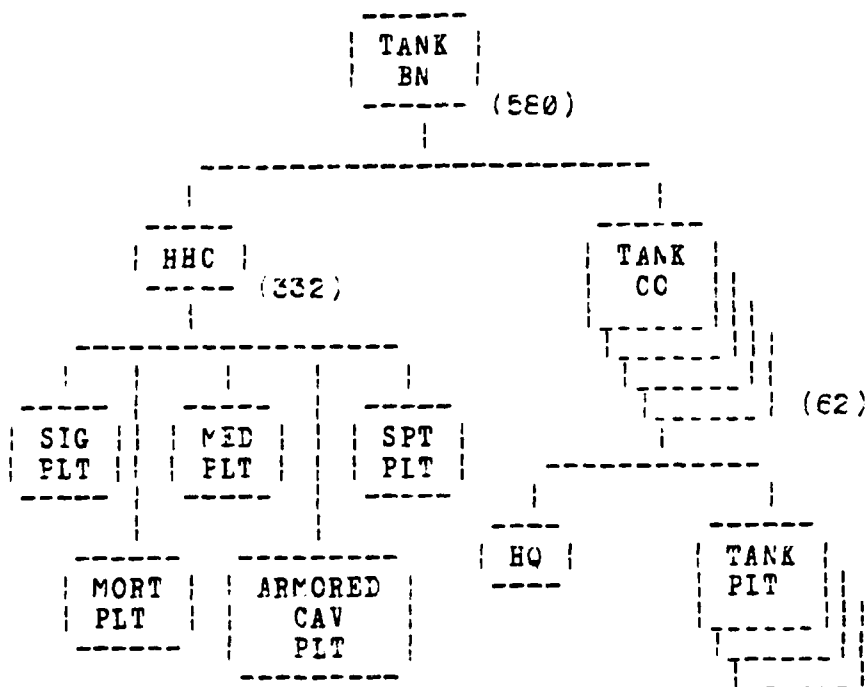 TANK
BN
(580)
HHC
(332)
TANK
CO
(62)
SIG
PLT
MED
PLT
SPT
PLT
MORT
PLT
ARMORED
CAV
PLT
HQ
TANK
PLT